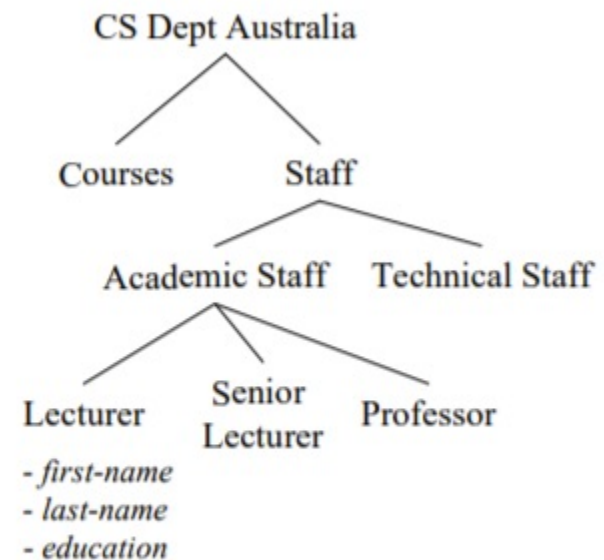 CS Dept Australia
Courses
Staff
Academic Staff
Technical Staff
Lecturer
Senior
Lecturer
Professor
- first-name
- last-name
- education